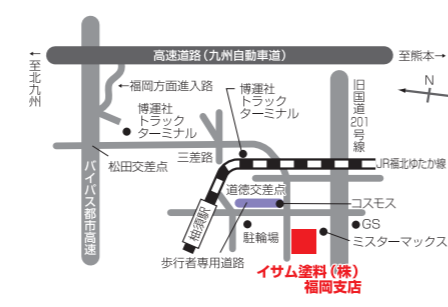 高速道路(九州自動車道)
←至北九州
至熊本→
N
←福岡方面進入路
博運社
トラック
ターミナル
博運社
トラック
ターミナル
旧国道201号線
松田交差点
三差路
JR福北ゆたか線
バイパス都市高速
道徳交差点
コスモス
柚須駅
駐輪場
GS
ミスターマックス
歩行者専用道路
イサム塗料(株)
福岡支店